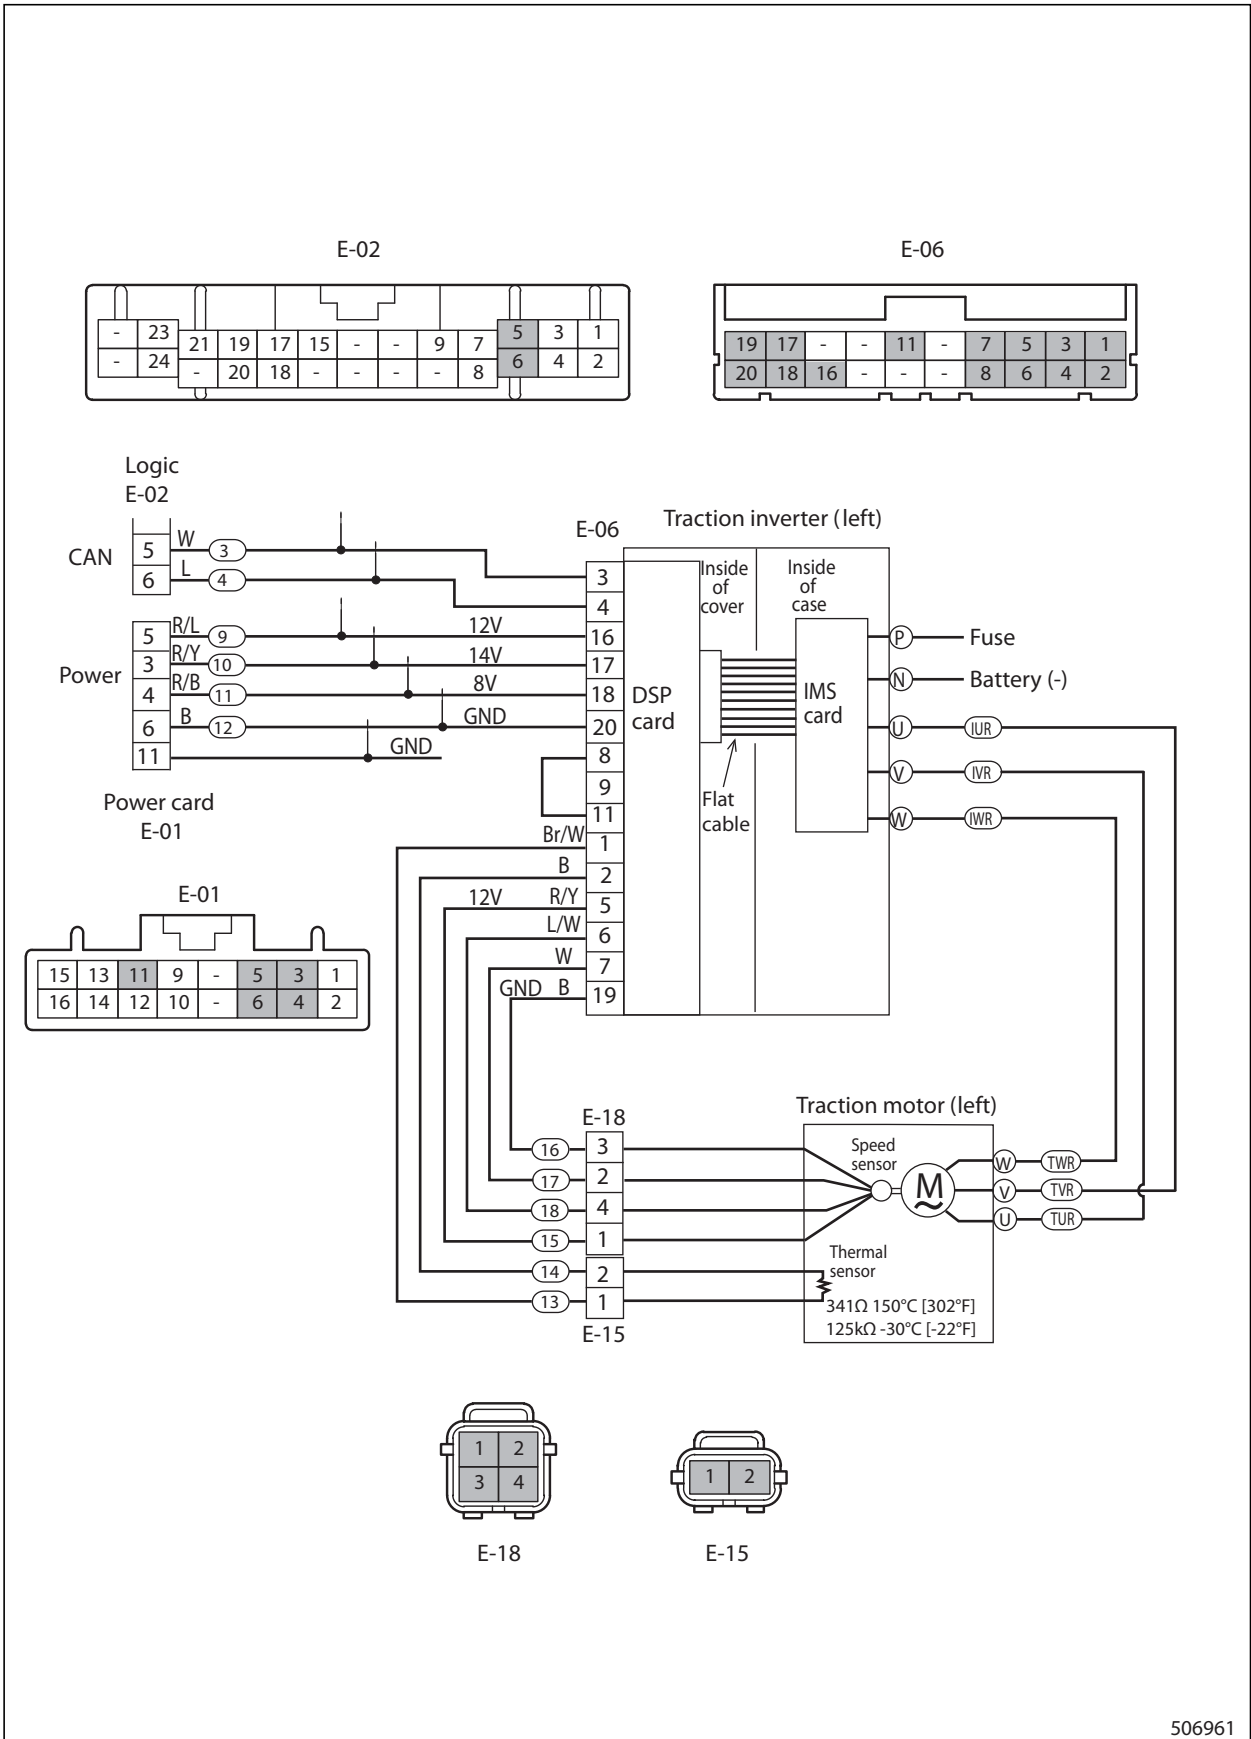 E-02
E-06
- 23 21 19 17 15 - - 9 7 5 3 1
- 24 - 20 18 - - - - 8 6 4 2
19 17 - - 11 - 7 5 3 1
20 18 16 - - - 8 6 4 2
Logic
E-02
CAN
5 W 3
6 L 4
Power
5 R/L 9 12V
3 R/Y 10 14V
4 R/B 11 8V
6 B 12 GND
11 GND
Power card
E-01
E-01
15 13 11 9 - 5 3 1
16 14 12 10 - 6 4 2
E-06
Traction inverter (left)
3
4
16
17
18
20
8
9
11
Br/W 1
B 2
12V R/Y 5
L/W 6
W 7
GND B 19
DSP
card
Inside
of
cover
Inside
of
case
IMS
card
Flat
cable
P Fuse
N Battery (-)
U IUR
V IVR
W IWR
Traction motor (left)
E-18
16 3
17 2
18 4
15 1
14 2
13 1
E-15
Speed
sensor
M
W TWR
V TVR
U TUR
Thermal
sensor
341Ω 150°C [302°F]
125kΩ -30°C [-22°F]
1 2
3 4
E-18
1 2
E-15
506961